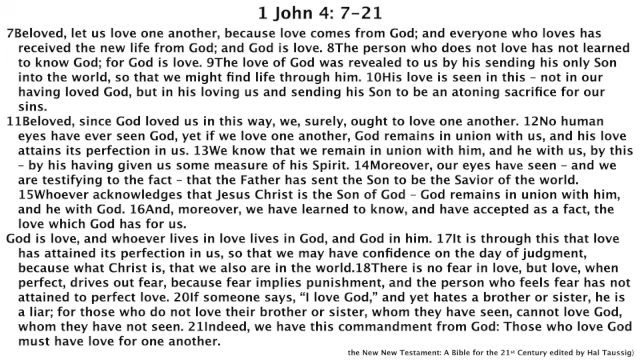 1 John 4: 7-21
7Beloved, let us love one another, because love comes from God; and everyone who loves has
received the new life from God; and God is love. 8The person who does not love has not learned
to know God; for God is love. 9The love of God was revealed to us by his sending his only Son
into the world, so that we might find life through him. 10His love is seen in this – not in our
having loved God, but in his loving us and sending his Son to be an atoning sacrifice for our
sins.
11Beloved, since God loved us in this way, we, surely, ought to love one another. 12No human
eyes have ever seen God, yet if we love one another, God remains in union with us, and his love
attains its perfection in us. 13We know that we remain in union with him, and he with us, by this
– by his having given us some measure of his Spirit. 14Moreover, our eyes have seen – and we
are testifying to the fact – that the Father has sent the Son to be the Savior of the world.
15Whoever acknowledges that Jesus Christ is the Son of God – God remains in union with him,
and he with God. 16And, moreover, we have learned to know, and have accepted as a fact, the
love which God has for us.
God is love, and whoever lives in love lives in God, and God in him. 17It is through this that love
has attained its perfection in us, so that we may have confidence on the day of judgment,
because what Christ is, that we also are in the world.18There is no fear in love, but love, when
perfect, drives out fear, because fear implies punishment, and the person who feels fear has not
attained to perfect love. 20If someone says, “I love God,” and yet hates a brother or sister, he is
a liar; for those who do not love their brother or sister, whom they have seen, cannot love God,
whom they have not seen. 21Indeed, we have this commandment from God: Those who love God
must have love for one another.
the New New Testament: A Bible for the 21st Century edited by Hal Taussig)